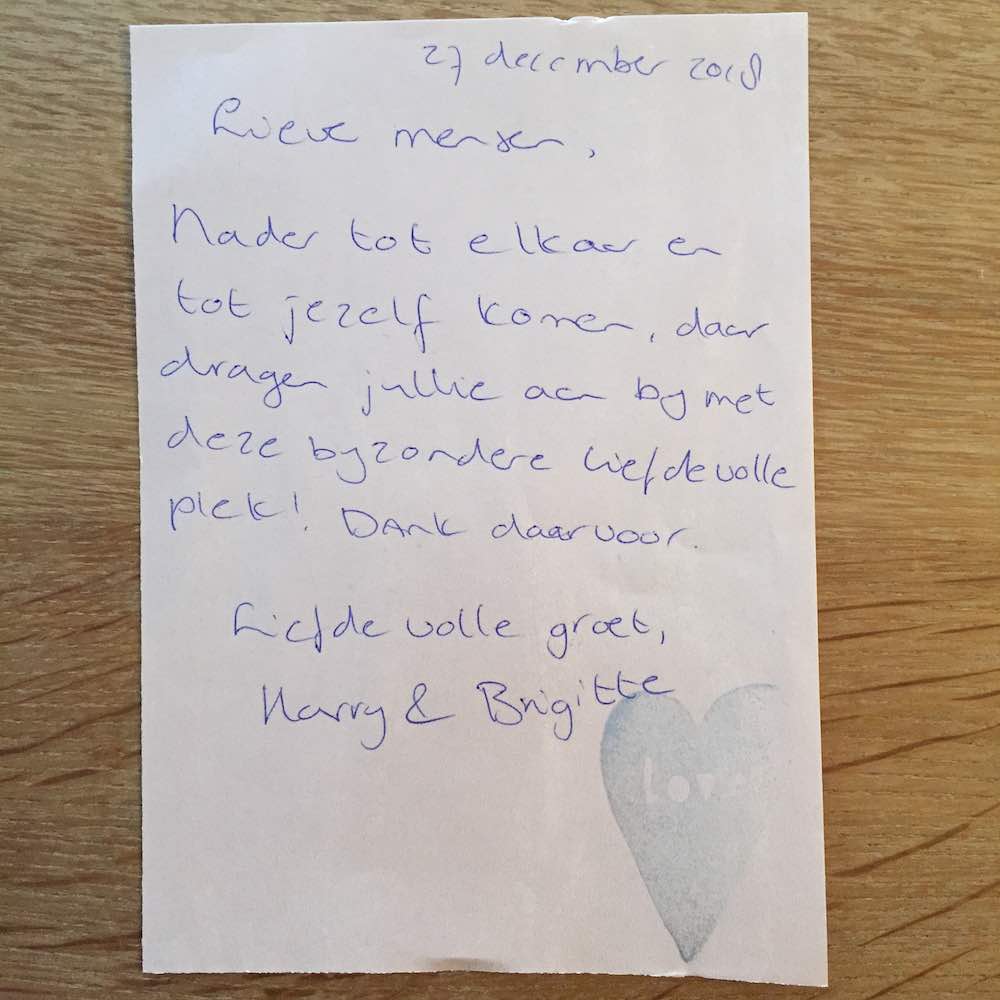 27 december 2018
Lieve mensen,
Nader tot elkaar en
tot jezelf komen, daar
dragen jullie aan bij met
deze bijzondere liefdevolle
plek! Dank daarvoor.
Liefdevolle groet,
Harry & Brigitte
Love